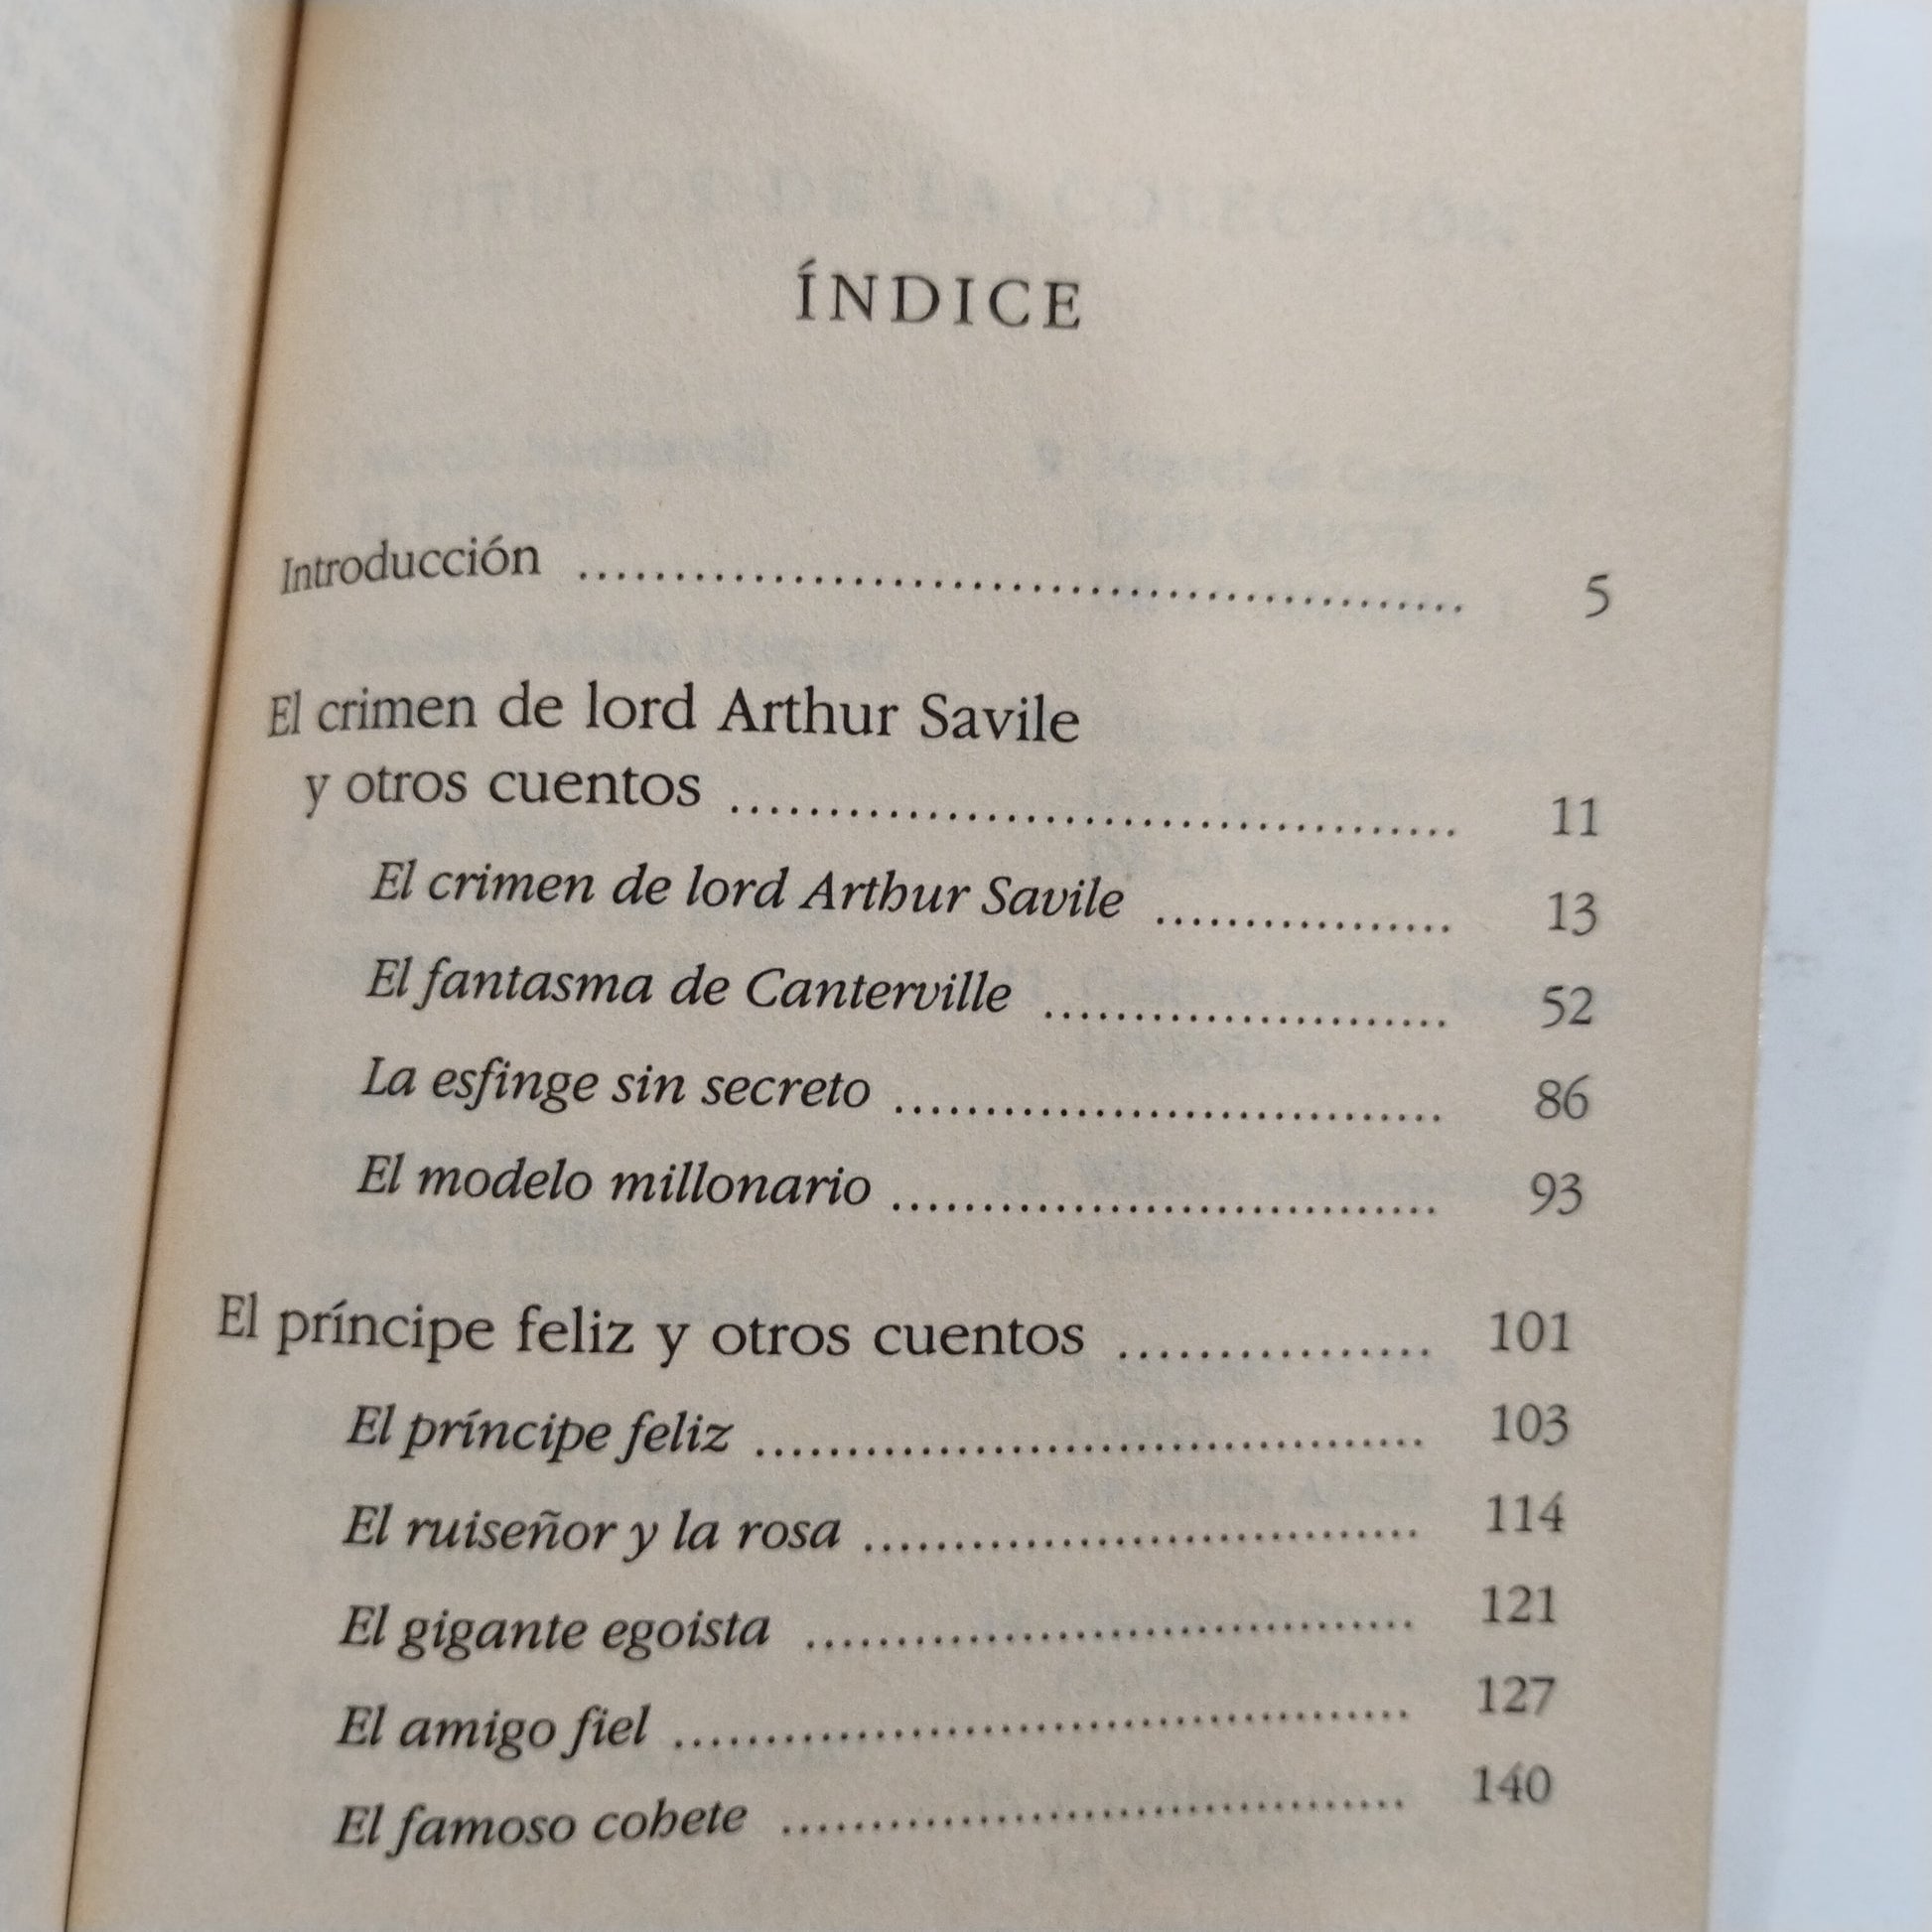 ÍNDICE
Introducción ................................................ 5
El crimen de lord Arthur Savile
y otros cuentos ....................................... 11
El crimen de lord Arthur Savile ................. 13
El fantasma de Canterville ....................... 52
La esfinge sin secreto .............................. 86
El modelo millonario .............................. 93
El príncipe feliz y otros cuentos ................. 101
El príncipe feliz ..................................... 103
El ruiseñor y la rosa ............................... 114
El gigante egoista .................................. 121
El amigo fiel ........................................ 127
El famoso cohete ................................... 140